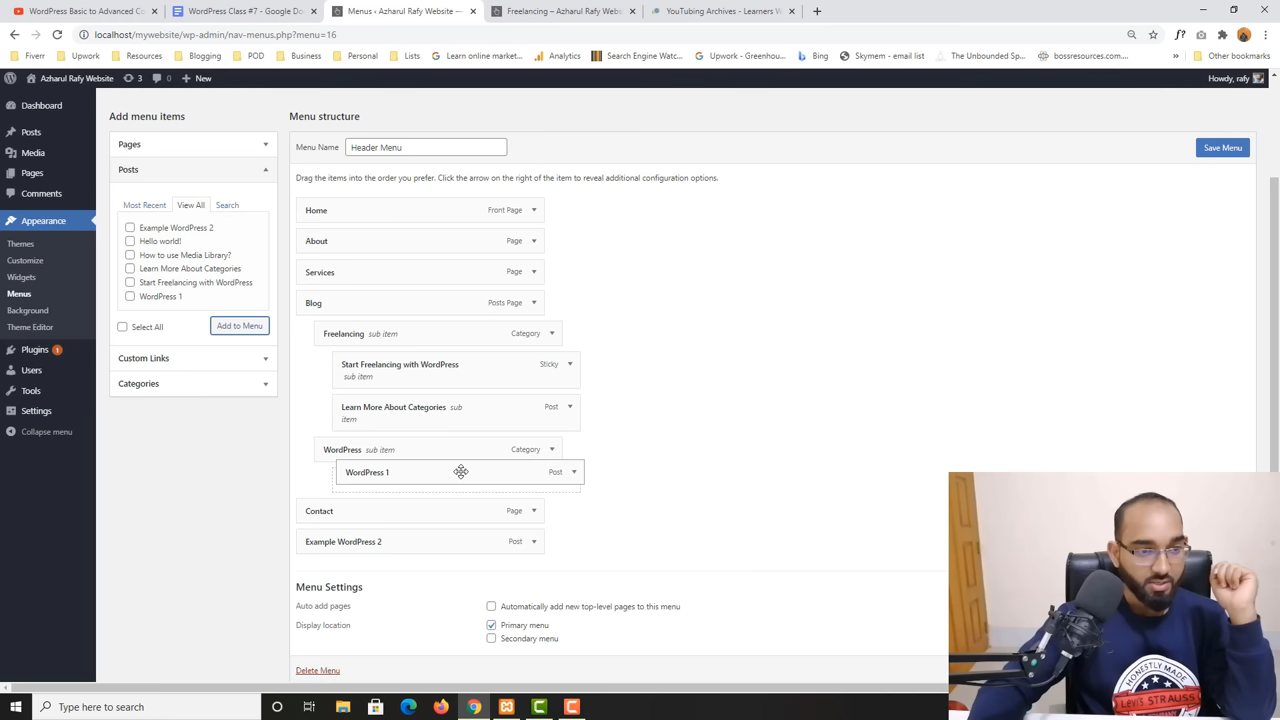 WordPress Basic to Advanced Co
WordPress Class #7 - Google Do
Menus ‹ Azharul Rafy Website —
Freelancing – Azharul Rafy Websit
YouTubing Archives - Learners W
localhost/mywebsite/wp-admin/nav-menus.php?menu=16
Fiverr
Upwork
Resources
Blogging
POD
Business
Personal
Lists
Learn online market...
Analytics
Search Engine Watc...
Upwork - Greenhou...
Bing
Skymem - email list
The Unbounded Sp...
bossresources.com...
»
Other bookmarks
Azharul Rafy Website
3
0
New
Howdy, rafy
Dashboard
Posts
Media
Pages
Comments
Appearance
Themes
Customize
Widgets
Menus
Background
Theme Editor
Plugins 1
Users
Tools
Settings
Collapse menu
Add menu items
Pages
Posts
Most Recent
View All
Search
Example WordPress 2
Hello world!
How to use Media Library?
Learn More About Categories
Start Freelancing with WordPress
WordPress 1
Select All
Add to Menu
Custom Links
Categories
Menu structure
Menu Name
Header Menu
Save Menu
Drag the items into the order you prefer. Click the arrow on the right of the item to reveal additional configuration options.
Home Front Page
About Page
Services Page
Blog Posts Page
Freelancing sub item Category
Start Freelancing with WordPress Sticky
sub item
Learn More About Categories sub Post
item
WordPress sub item Category
WordPress 1 Post
Contact Page
Example WordPress 2 Post
Menu Settings
Auto add pages
Automatically add new top-level pages to this menu
Display location
Primary menu
Secondary menu
Delete Menu
HONESTLY MADE
LEVI'S STRAUSS
Type here to search